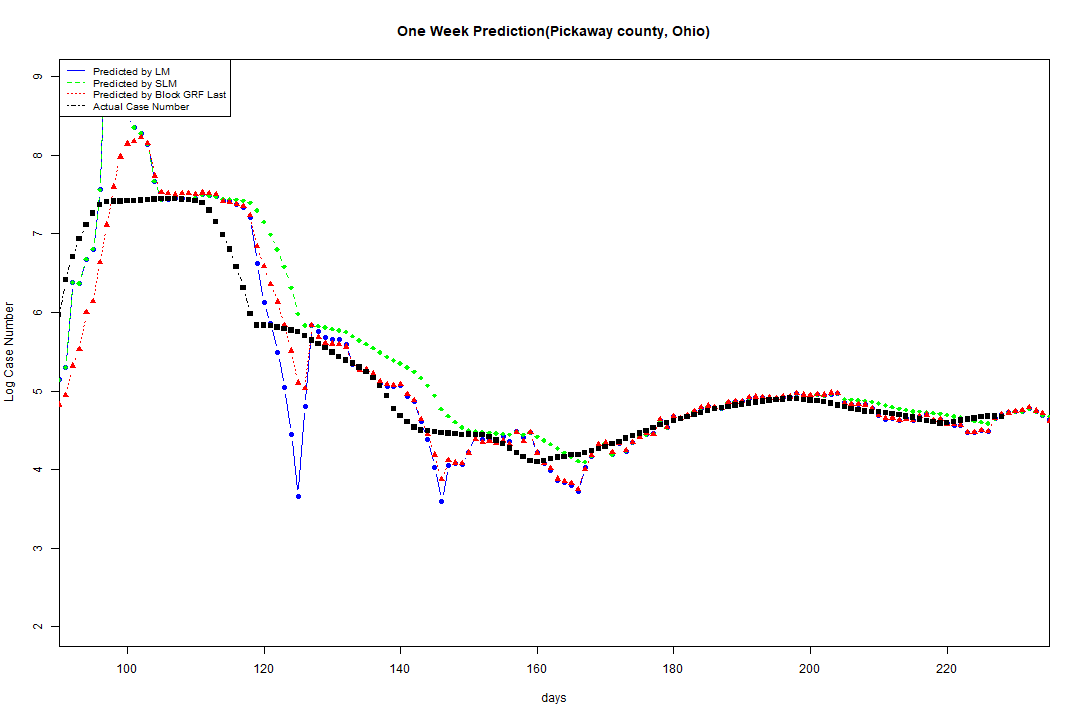 One Week Prediction(Pickaway county, Ohio)
Predicted by LM
Predicted by SLM
Predicted by Block GRF Last
Actual Case Number
Log Case Number
9
8
7
6
5
4
3
2
100 120 140 160 180 200 220
days